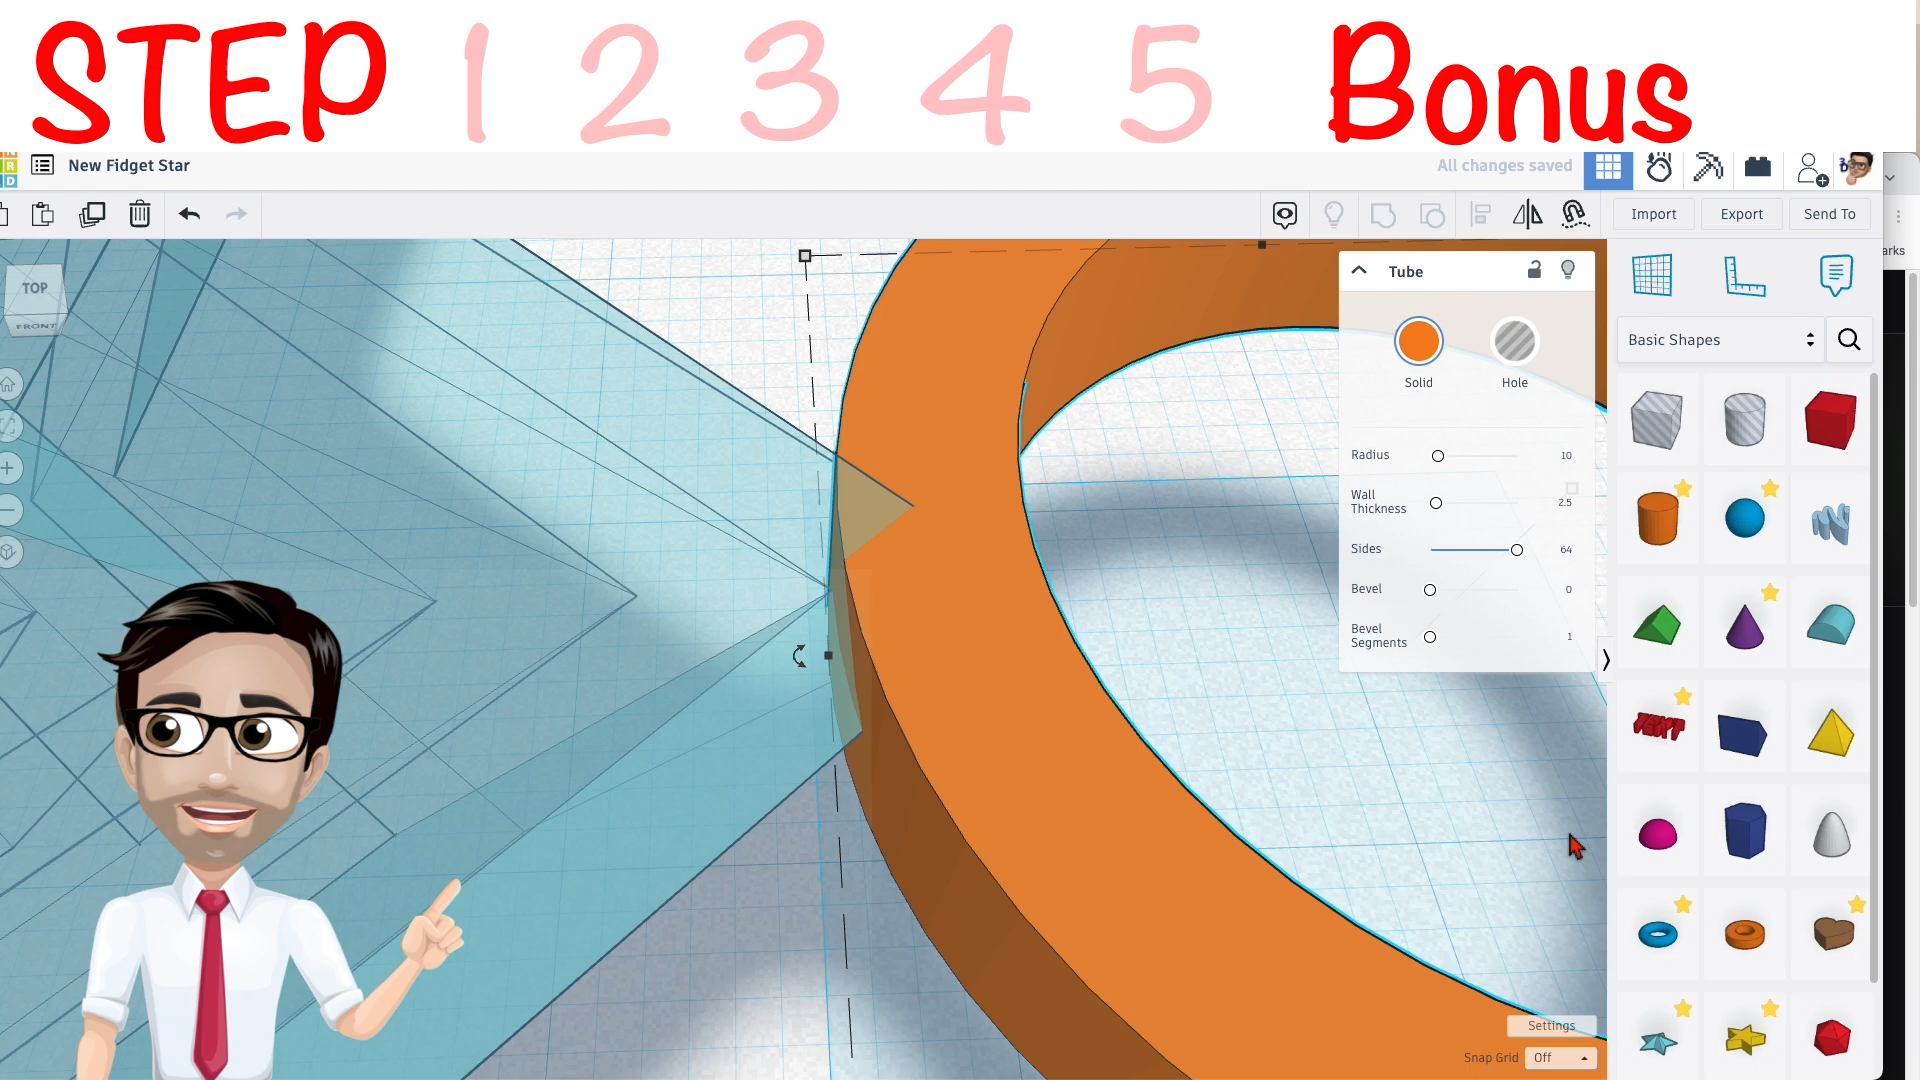 STEP 1 2 3 4 5 Bonus
New Fidget Star
All changes saved
Import
Export
Send To
arks
TOP
FRONT
Tube
Solid
Hole
Radius 10
Wall Thickness 2.5
Sides 64
Bevel 0
Bevel Segments 1
Basic Shapes
TEXT
Settings
Snap Grid Off